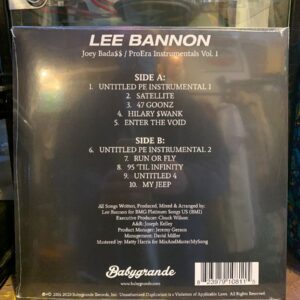 LEE BANNON
Joey Bada$$ / ProEra Instrumentals Vol. 1
SIDE A:
1. UNTITLED PE INSTRUMENTAL 1
2. SATELLITE
3. 47 GOONZ
4. HILARY $WANK
5. ENTER THE VOID
SIDE B:
6. UNTITLED PE INSTRUMENTAL 2
7. RUN OR FLY
8. 95 'TIL INFINITY
9. UNTITLED 4
10. MY JEEP
All Songs Written, Produced, Mixed & Arranged by:
Lee Bannon for BMG Platinum Songs US (BMI)
Executive Producer: Chuck Wilson
A&R: Joseph Kelley
Product Manager: Jeremy Geraus
Management: David Miller
Mastered by: Matty Harris for MixAndMasterMySong
Babygrande
www.babygrande.com